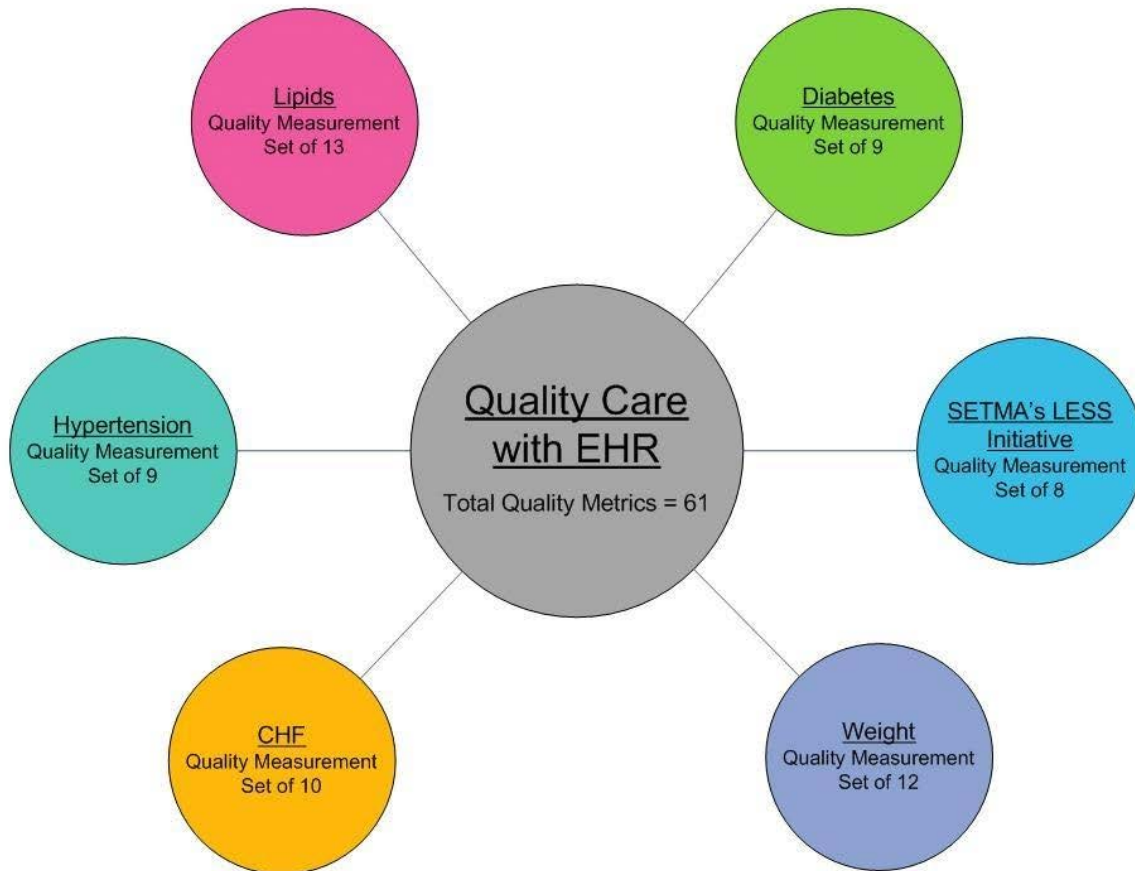 Lipids
Quality Measurement
Set of 13
Diabetes
Quality Measurement
Set of 9
Hypertension
Quality Measurement
Set of 9
Quality Care
with EHR
Total Quality Metrics = 61
SETMA's LESS
Initiative
Quality Measurement
Set of 8
CHF
Quality Measurement
Set of 10
Weight
Quality Measurement
Set of 12